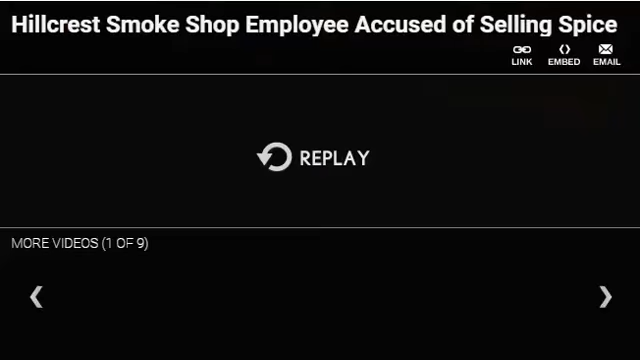 Hillcrest Smoke Shop Employee Accused of Selling Spice
LINK EMBED EMAIL
REPLAY
MORE VIDEOS (1 OF 9)